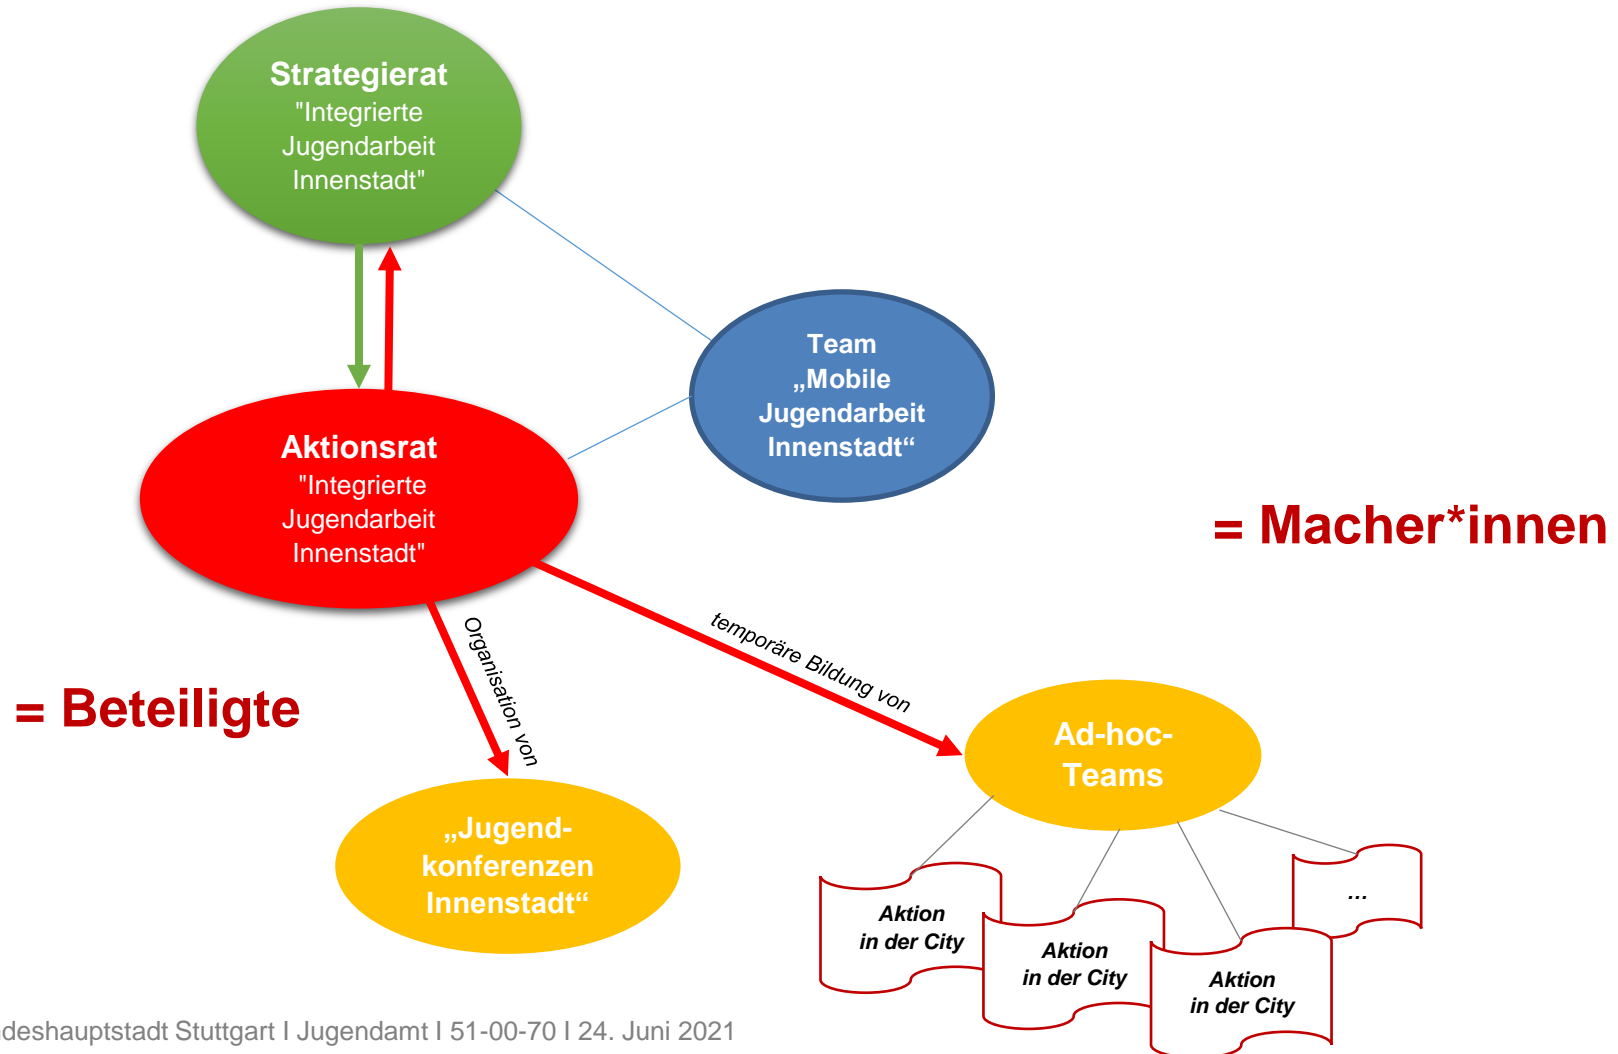 Strategierat
"Integrierte
Jugendarbeit
Innenstadt"
Team
„Mobile
Jugendarbeit
Innenstadt“
Aktionsrat
"Integrierte
Jugendarbeit
Innenstadt"
= Macher*innen
Organisation von
temporäre Bildung von
= Beteiligte
Ad-hoc-
Teams
„Jugend-
konferenzen
Innenstadt“
Aktion
in der City
Aktion
in der City
Aktion
in der City
...
ndeshauptstadt Stuttgart I Jugendamt I 51-00-70 I 24. Juni 2021